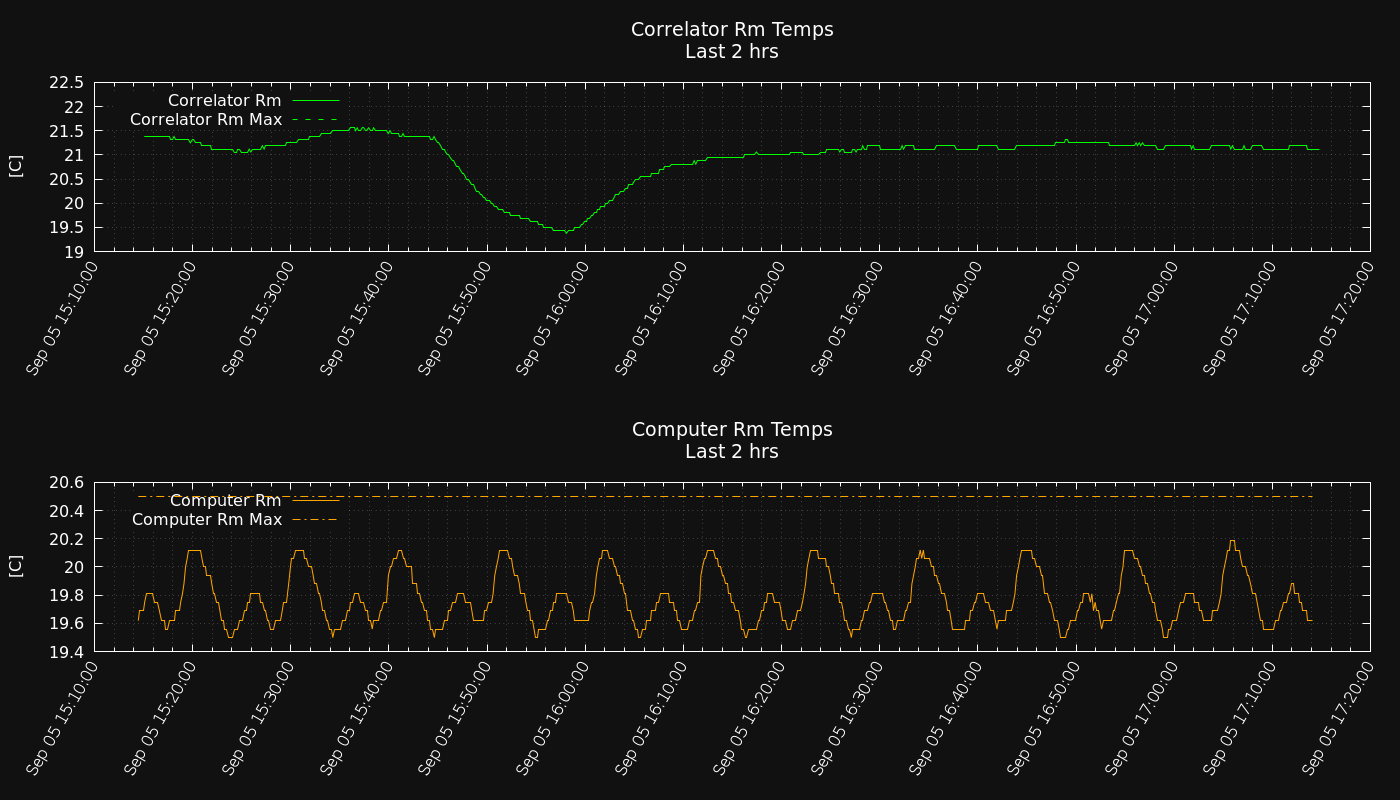 Correlator Rm Temps
Last 2 hrs
22.5
22
21.5
21
20.5
20
19.5
19
[C]
Correlator Rm
Correlator Rm Max
Sep 05 15:10:00
Sep 05 15:20:00
Sep 05 15:30:00
Sep 05 15:40:00
Sep 05 15:50:00
Sep 05 16:00:00
Sep 05 16:10:00
Sep 05 16:20:00
Sep 05 16:30:00
Sep 05 16:40:00
Sep 05 16:50:00
Sep 05 17:00:00
Sep 05 17:10:00
Sep 05 17:20:00
Computer Rm Temps
Last 2 hrs
20.6
20.4
20.2
20
19.8
19.6
19.4
[C]
Computer Rm
Computer Rm Max
Sep 05 15:10:00
Sep 05 15:20:00
Sep 05 15:30:00
Sep 05 15:40:00
Sep 05 15:50:00
Sep 05 16:00:00
Sep 05 16:10:00
Sep 05 16:20:00
Sep 05 16:30:00
Sep 05 16:40:00
Sep 05 16:50:00
Sep 05 17:00:00
Sep 05 17:10:00
Sep 05 17:20:00